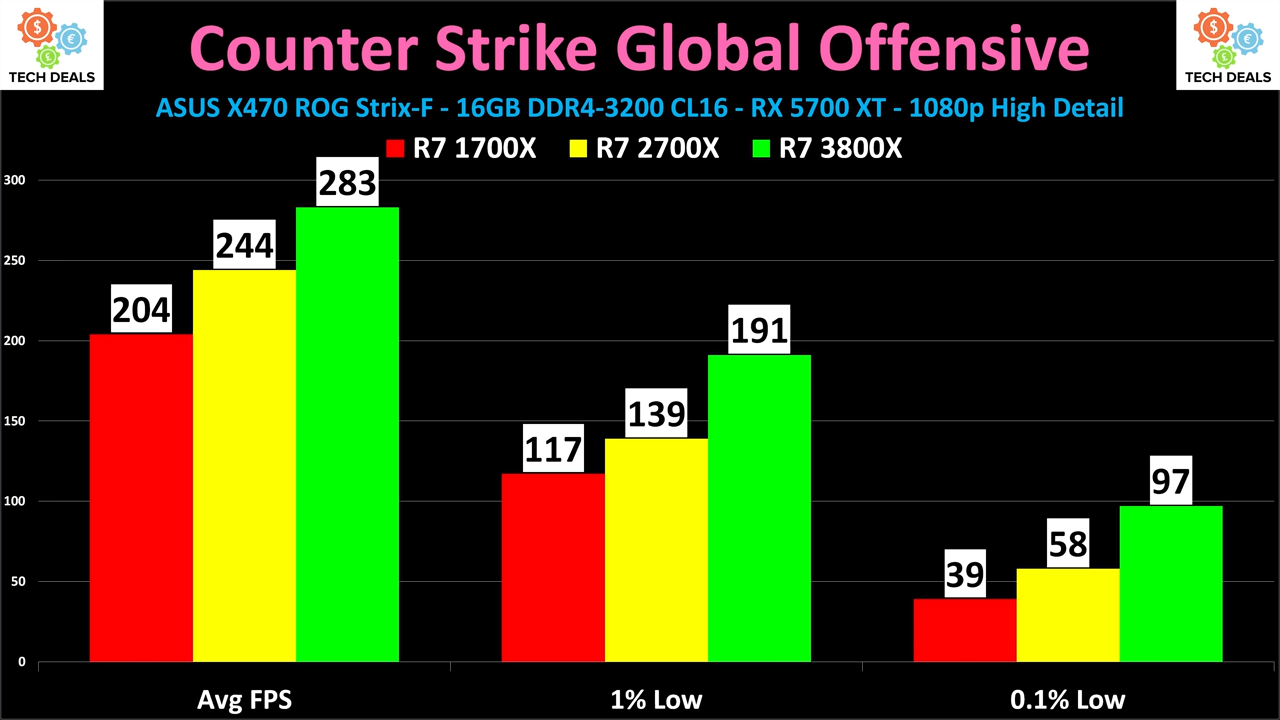 TECH DEALS
Counter Strike Global Offensive
TECH DEALS
ASUS X470 ROG Strix-F - 16GB DDR4-3200 CL16 - RX 5700 XT - 1080p High Detail
R7 1700X R7 2700X R7 3800X
300
250
200
150
100
50
0
204
244
283
117
139
191
39
58
97
Avg FPS
1% Low
0.1% Low